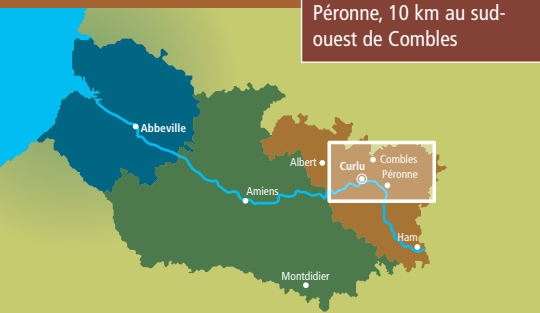 Péronne, 10 km au sud-
ouest de Combles
Abbeville
Albert
Combles
Curlu
Péronne
Amiens
Ham
Montdidier